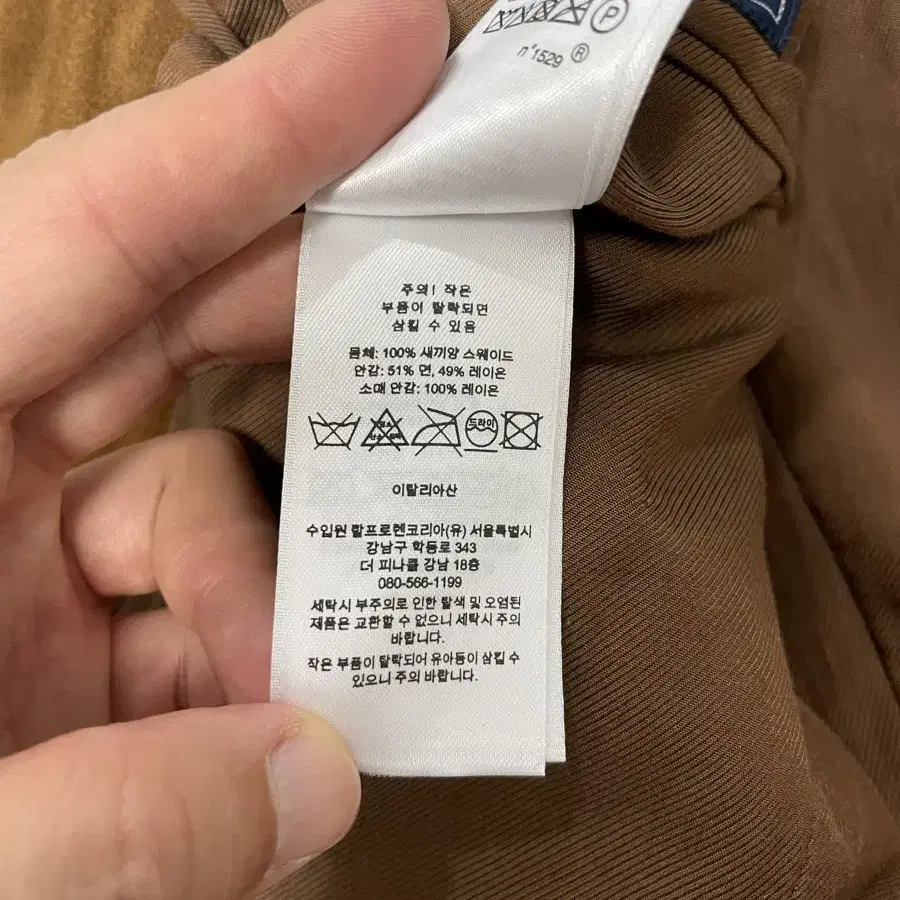 P
n°1529 ®
주의! 작은
부품이 탈락되면
삼킬 수 있음
몸체: 100% 새끼양 스웨이드
안감: 51% 면, 49% 레이온
소매 안감: 100% 레이온
드라이
이탈리아산
수입원 랄프로렌코리아(유) 서울특별시
강남구 학동로 343
더 피나클 강남 18층
080-566-1199
세탁시 부주의로 인한 탈색 및 오염된
제품은 교환할 수 없으니 세탁시 주의
바랍니다.
작은 부품이 탈락되어 유아등이 삼킬 수
있으니 주의 바랍니다.